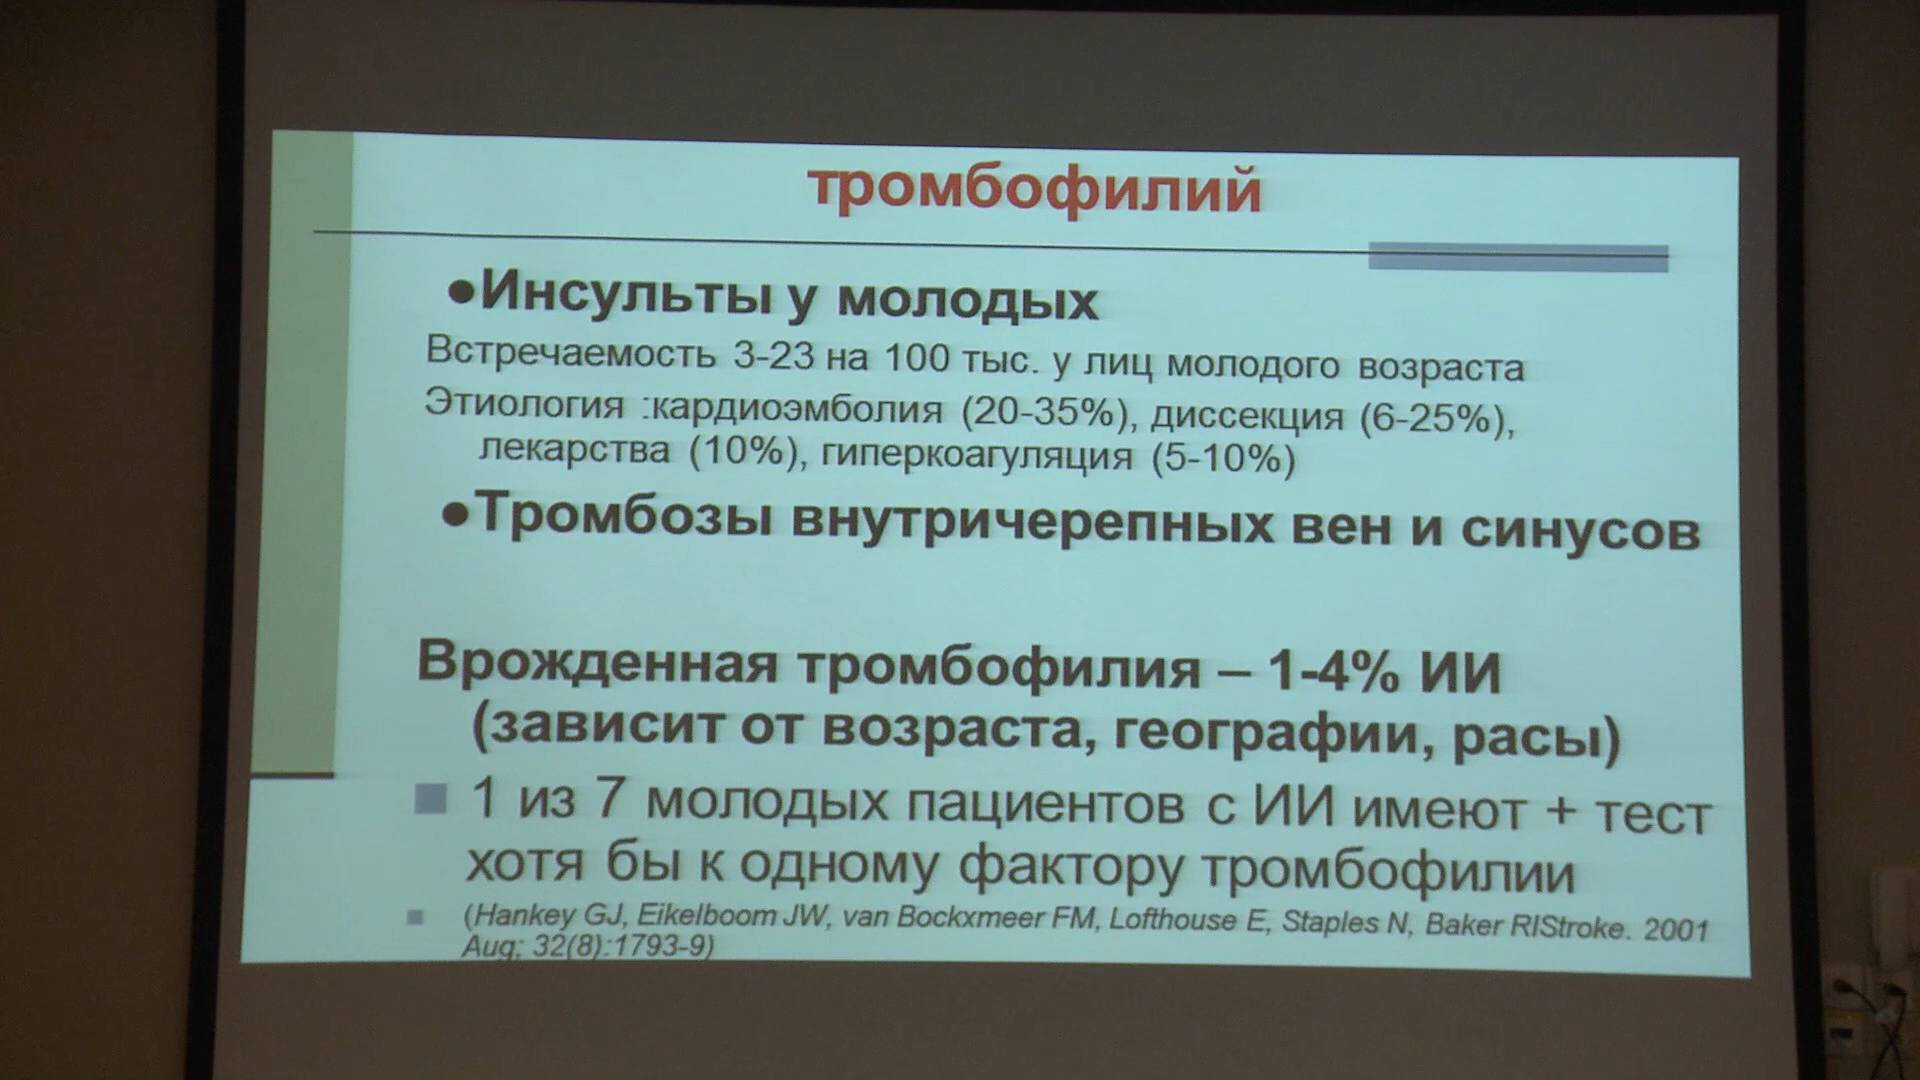 тромбофилий
●Инсульты у молодых
Встречаемость 3-23 на 100 тыс. у лиц молодого возраста
Этиология :кардиоэмболия (20-35%), диссекция (6-25%),
лекарства (10%), гиперкоагуляция (5-10%)
●Тромбозы внутричерепных вен и синусов
Врожденная тромбофилия – 1-4% ИИ
(зависит от возраста, географии, расы)
1 из 7 молодых пациентов с ИИ имеют + тест
хотя бы к одному фактору тромбофилии
(Hankey GJ, Eikelboom JW, van Bockxmeer FM, Lofthouse E, Staples N, Baker RIStroke. 2001
Aug; 32(8):1793-9)